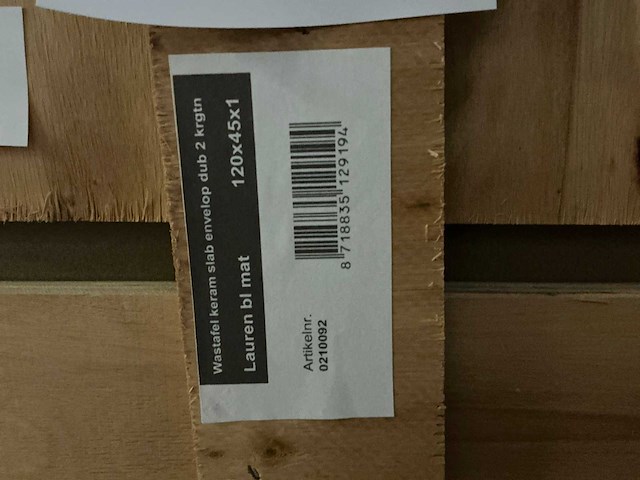 Wastafel keram slab envelop dub 2 krgtn
Lauren bl mat 120x45x1
Artikelnr.
0210092
8 718835 129194